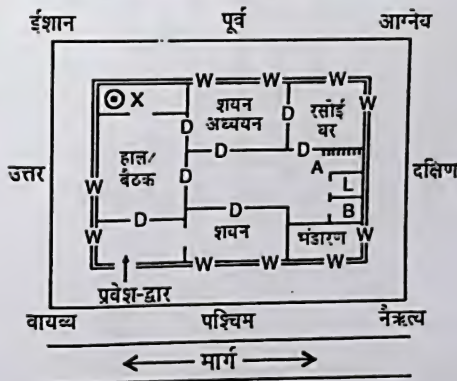 ईशान पूर्व आग्नेय
W W W
X शयन रसोई W
अध्ययन घर
D D
D D
हाल/ A
बैठक
उत्तर D L दक्षिण
W
D D B
W शयन भंडारण W
W W W
प्रवेश-द्वार
वायव्य पश्चिम नैऋत्य
मार्ग